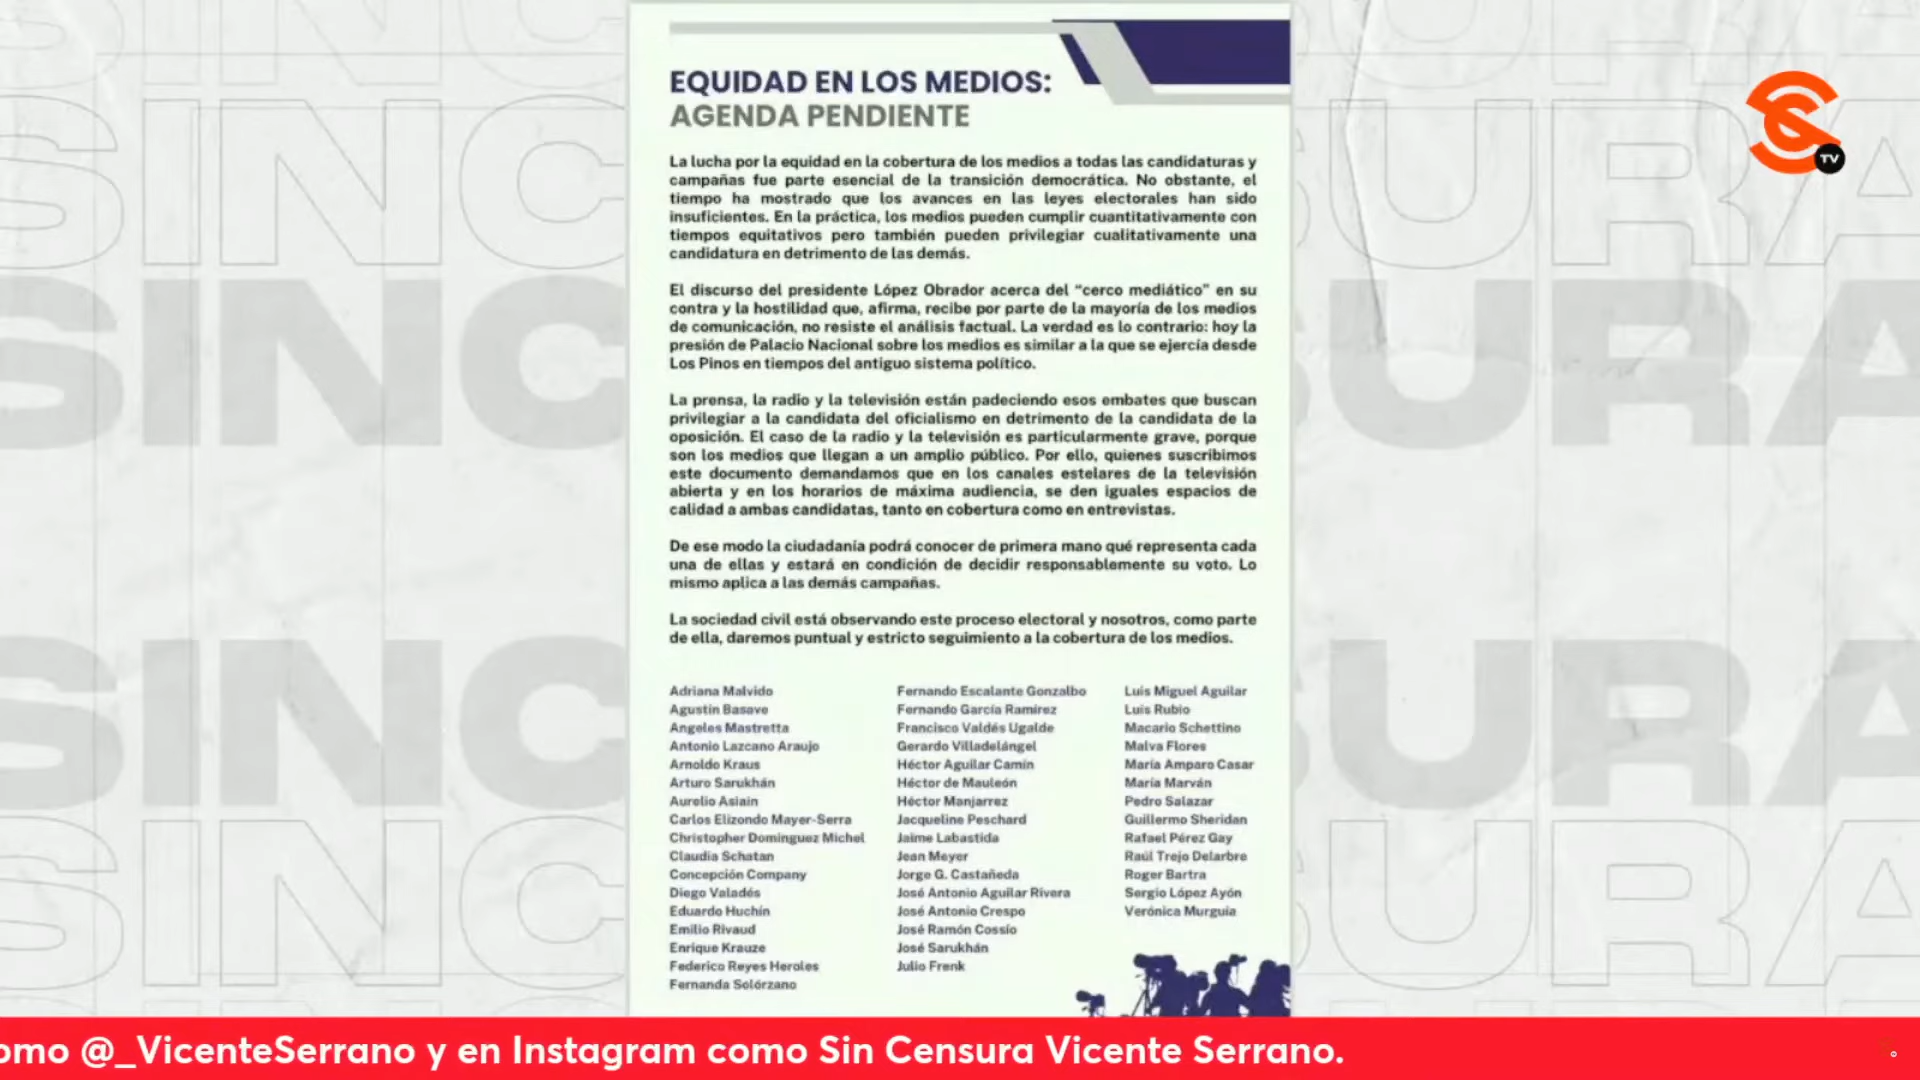 EQUIDAD EN LOS MEDIOS:
AGENDA PENDIENTE
La lucha por la equidad en la cobertura de los medios a todas las candidaturas y
campañas fue parte esencial de la transición democrática. No obstante, el
tiempo ha mostrado que los avances en las leyes electorales han sido
insuficientes. En la práctica, los medios pueden cumplir cuantitativamente con
tiempos equitativos pero también pueden privilegiar cualitativamente una
candidatura en detrimento de las demás.
El discurso del presidente López Obrador acerca del “cerco mediático” en su
contra y la hostilidad que, afirma, recibe por parte de la mayoría de los medios
de comunicación, no resiste el análisis factual. La verdad es lo contrario: hoy la
presión de Palacio Nacional sobre los medios es similar a la que se ejercía desde
Los Pinos en tiempos del antiguo sistema político.
La prensa, la radio y la televisión están padeciendo esos embates que buscan
privilegiar a la candidata del oficialismo en detrimento de la candidata de la
oposición. El caso de la radio y la televisión es particularmente grave, porque
son los medios que llegan a un amplio público. Por ello, quienes suscribimos
este documento demandamos que en los canales estelares de la televisión
abierta y en los horarios de máxima audiencia, se den iguales espacios de
calidad a ambas candidatas, tanto en cobertura como en entrevistas.
De ese modo la ciudadanía podrá conocer de primera mano qué representa cada
una de ellas y estará en condición de decidir responsablemente su voto. Lo
mismo aplica a las demás campañas.
La sociedad civil está observando este proceso electoral y nosotros, como parte
de ella, daremos puntual y estricto seguimiento a la cobertura de los medios.
Adriana Malvido
Agustín Basave
Angeles Mastretta
Antonio Lazcano Araujo
Arnoldo Kraus
Arturo Sarukhán
Aurelio Asiain
Carlos Elizondo Mayer-Serra
Christopher Domínguez Michel
Claudia Schatan
Concepción Company
Diego Valadés
Eduardo Huchín
Emilio Rivaud
Enrique Krauze
Federico Reyes Heroles
Fernanda Solórzano
Fernando Escalante Gonzalbo
Fernando García Ramírez
Francisco Valdés Ugalde
Gerardo Villadelángel
Héctor Aguilar Camín
Héctor de Mauleón
Héctor Manjarrez
Jacqueline Peschard
Jaime Labastida
Jean Meyer
Jorge G. Castañeda
José Antonio Aguilar Rivera
José Antonio Crespo
José Ramón Cossío
José Sarukhán
Julio Frenk
Luis Miguel Aguilar
Luis Rubio
Macario Schettino
Malva Flores
María Amparo Casar
María Marván
Pedro Salazar
Guillermo Sheridan
Rafael Pérez Gay
Raúl Trejo Delarbre
Roger Bartra
Sergio López Ayón
Verónica Murguía
TV
SINC
SINC
SINC
SINC
SINC
SURA
URA
URA
URA
URA
omo @_VicenteSerrano y en Instagram como Sin Censura Vicente Serrano.